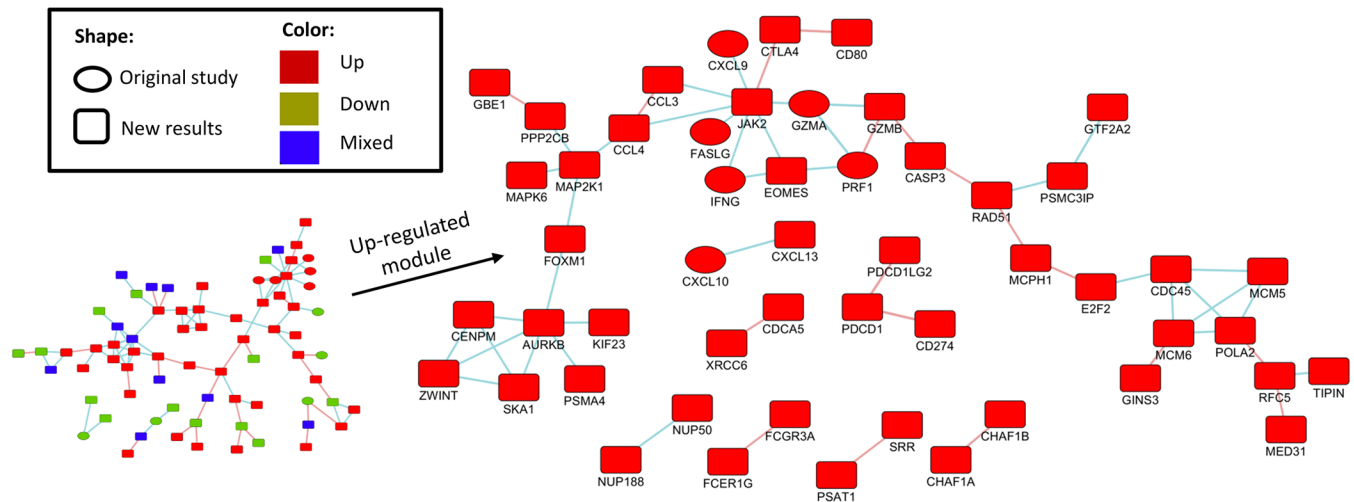 Shape:
Original study
New results
Color:
Up
Down
Mixed
Up-regulated
module
CTLA4
CD80
CXCL9
GBE1
CCL3
PPP2CB
CCL4
JAK2
GZMA
GZMB
GTF2A2
FASLG
MAPK6
MAP2K1
IFNG
EOMES
PRF1
CASP3
RAD51
PSMC3IP
FOXM1
CXCL10
CXCL13
PDCD1LG2
MCPH1
E2F2
CDC45
MCM5
CENPM
AURKB
KIF23
XRCC6
CDCA5
PDCD1
CD274
MCM6
POLA2
ZWINT
SKA1
PSMA4
GINS3
RFC5
TIPIN
MED31
NUP50
NUP188
FCGR3A
FCER1G
SRR
PSAT1
CHAF1B
CHAF1A